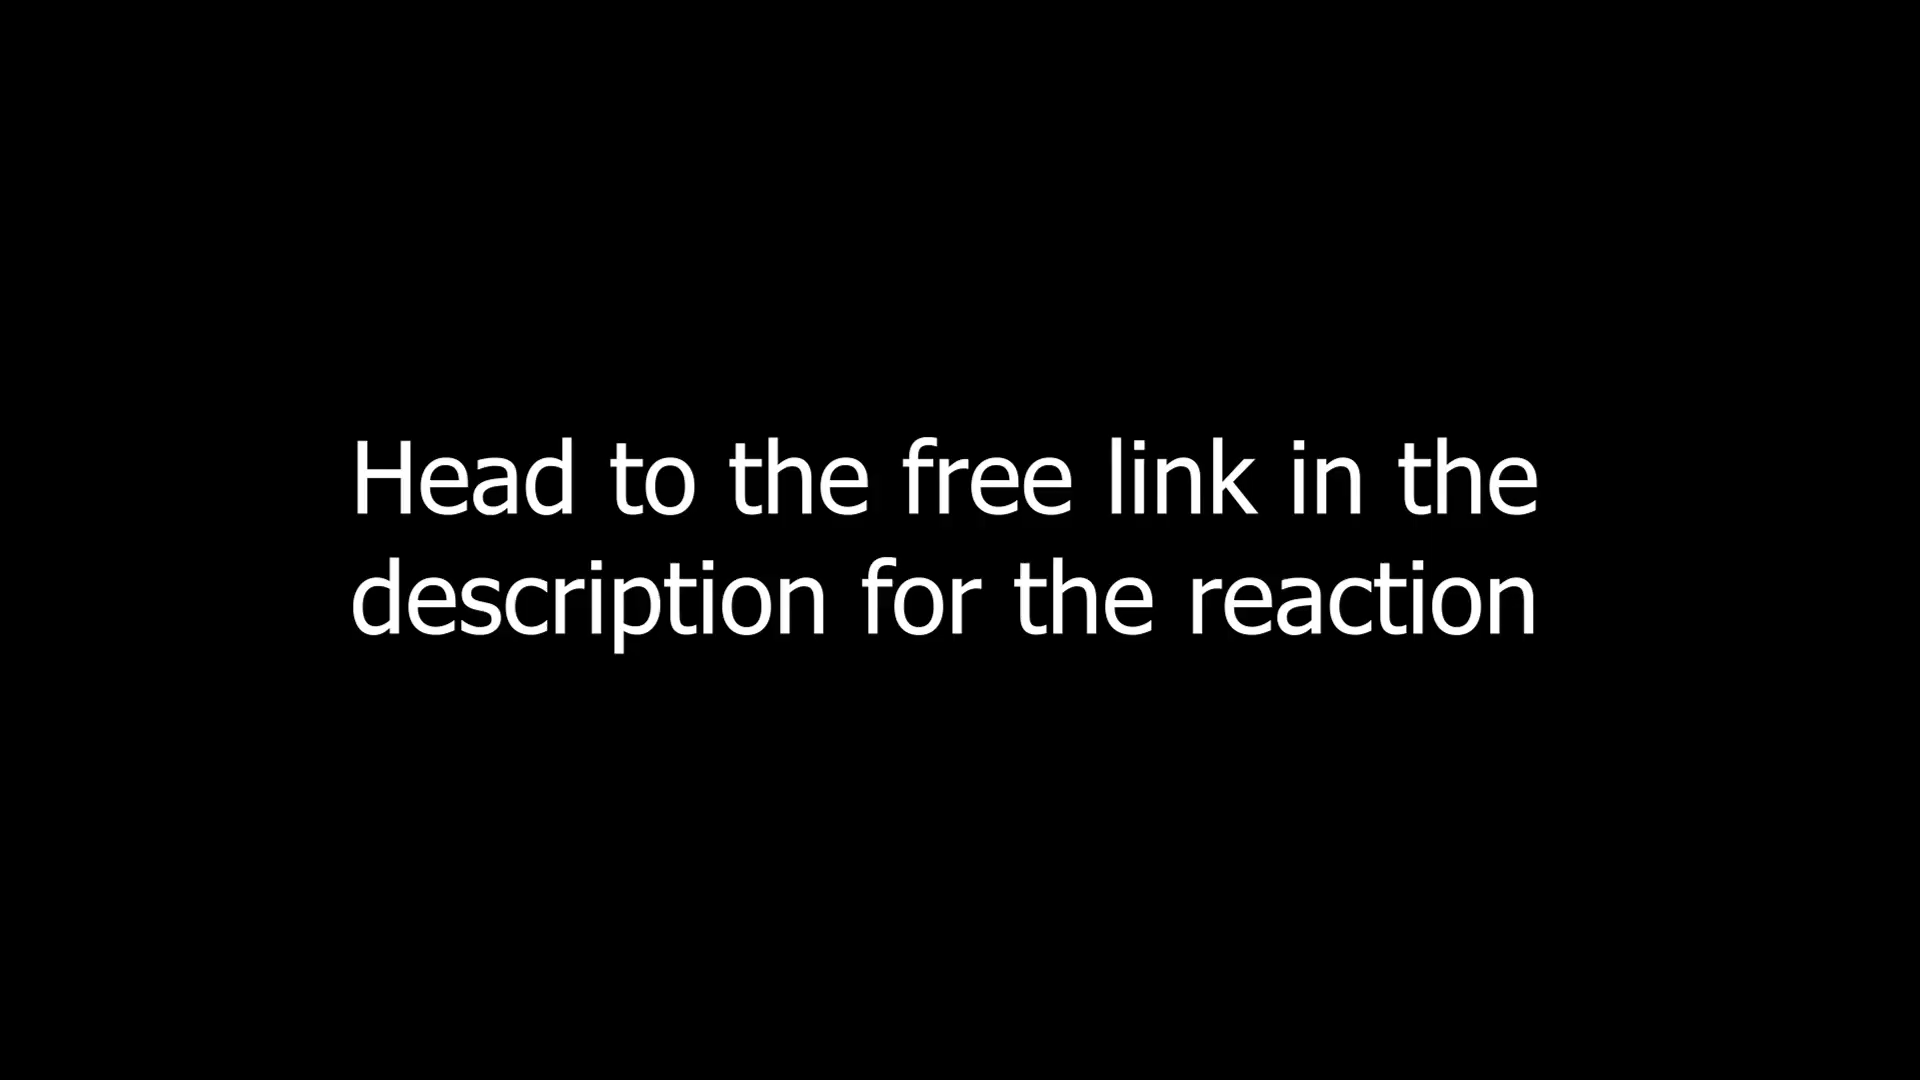 Head to the free link in the
description for the reaction